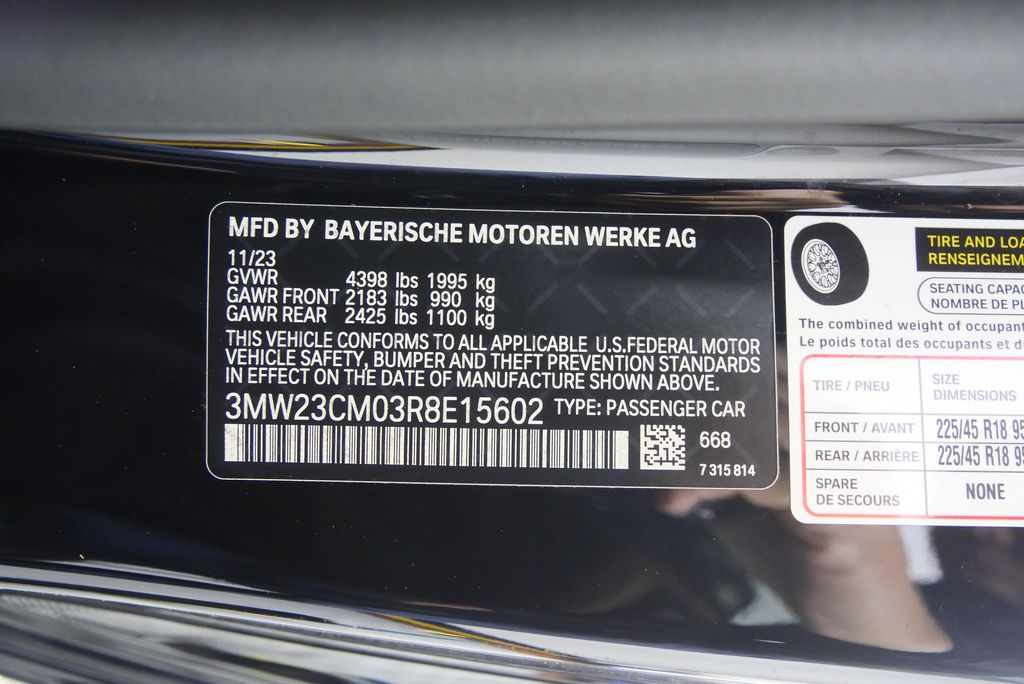 MFD BY BAYERISCHE MOTOREN WERKE AG
11/23
GVWR 4398 lbs 1995 kg
GAWR FRONT 2183 lbs 990 kg
GAWR REAR 2425 lbs 1100 kg
THIS VEHICLE CONFORMS TO ALL APPLICABLE U.S.FEDERAL MOTOR
VEHICLE SAFETY, BUMPER AND THEFT PREVENTION STANDARDS
IN EFFECT ON THE DATE OF MANUFACTURE SHOWN ABOVE.
3MW23CM03R8E15602 TYPE: PASSENGER CAR
668
7 315 814
TIRE AND LOA
RENSEIGNEM
SEATING CAPAC
NOMBRE DE PL
The combined weight of occupant
Le poids total des occupants et d
TIRE / PNEU SIZE DIMENSIONS
FRONT / AVANT 225/45 R18 95
REAR / ARRIÈRE 225/45 R18 95
SPARE DE SECOURS NONE